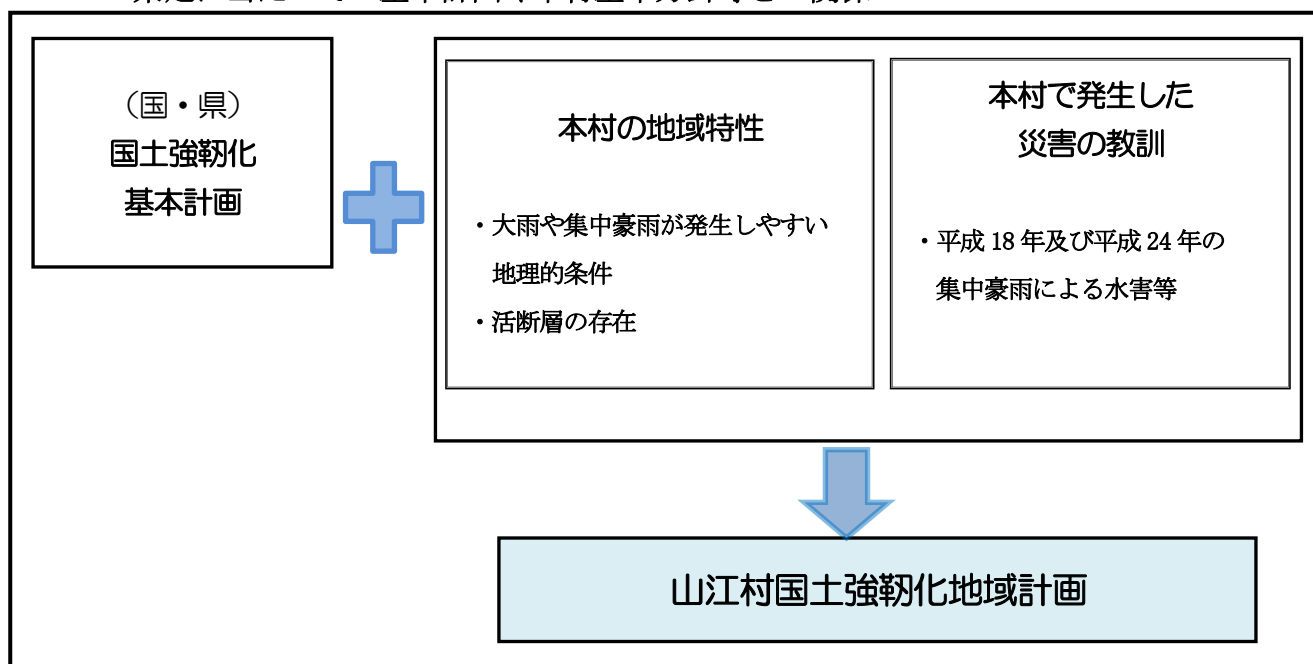 （国・県）
国土強靱化
基本計画
本村の地域特性
・大雨や集中豪雨が発生しやすい
地理的条件
・活断層の存在
本村で発生した
災害の教訓
・平成 18 年及び平成 24 年の
集中豪雨による水害等
山江村国土強靱化地域計画